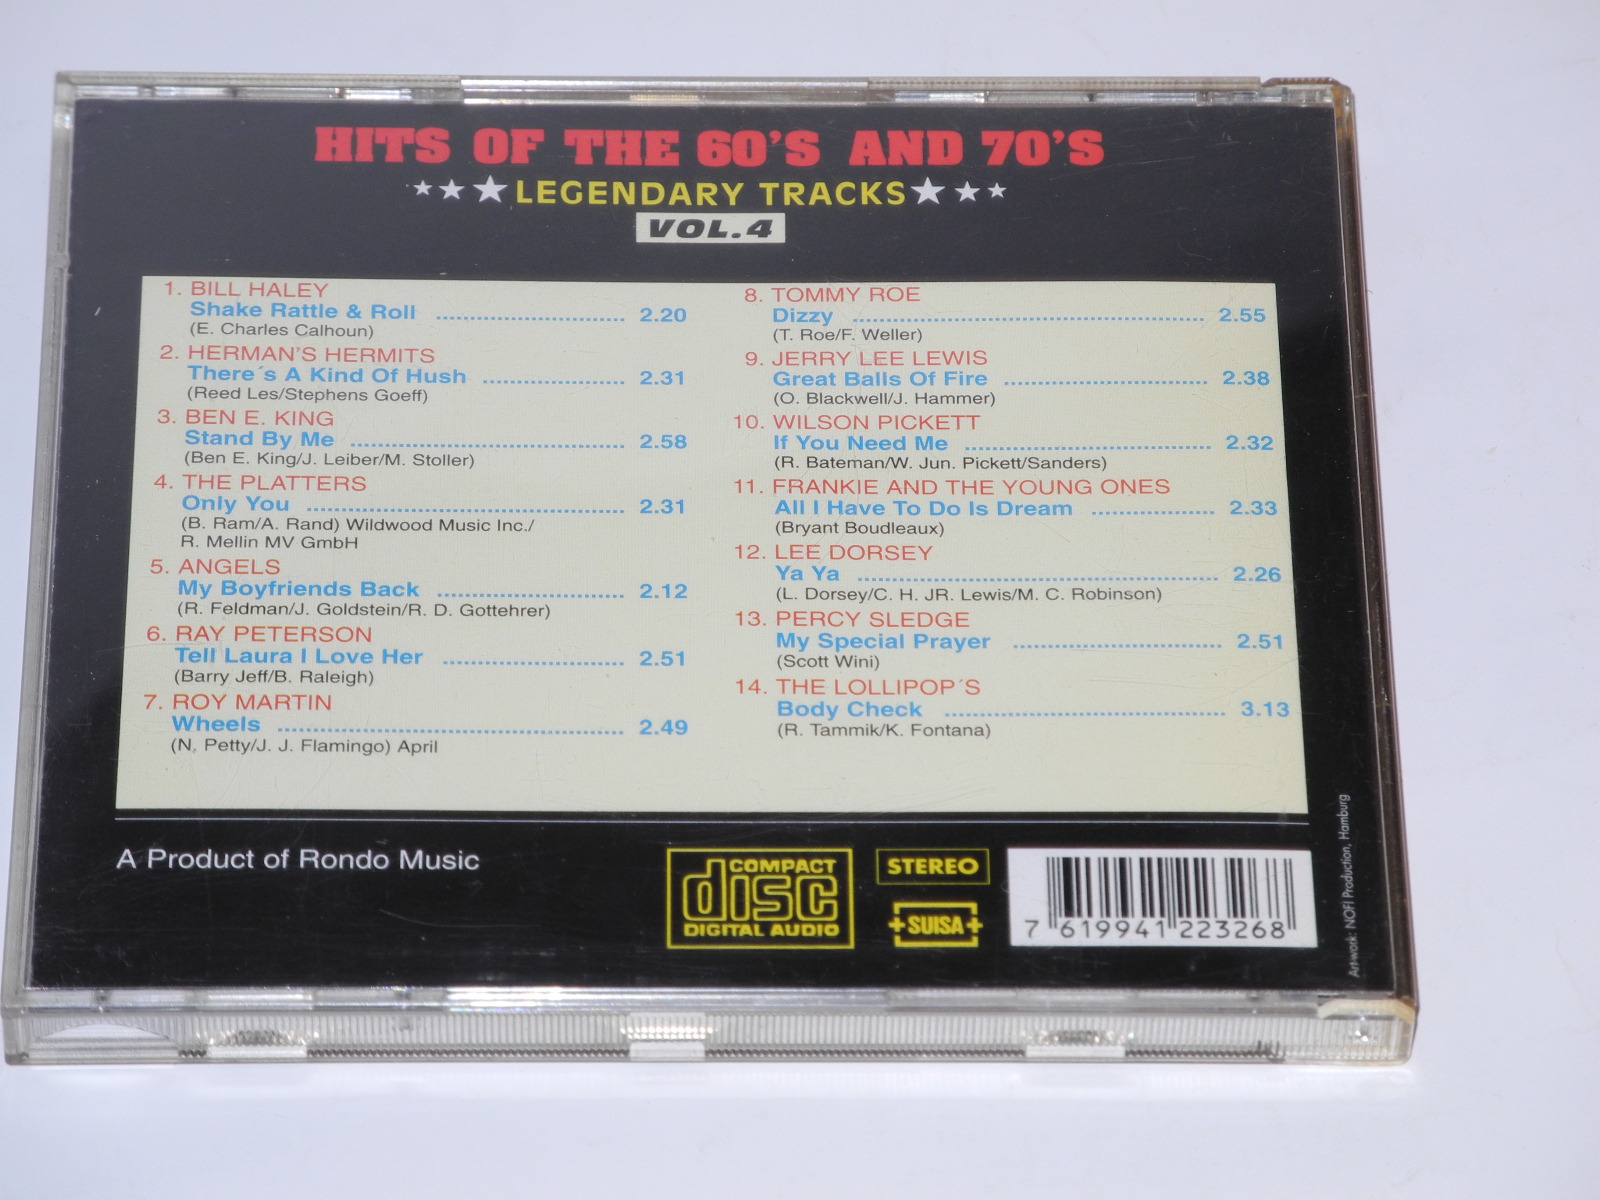 HITS OF THE 60'S AND 70'S
LEGENDARY TRACKS
VOL.4
1. BILL HALEY
Shake Rattle & Roll ........ 2.20
(E. Charles Calhoun)
2. HERMAN'S HERMITS
There´s A Kind Of Hush ........ 2.31
(Reed Les/Stephens Goeff)
3. BEN E. KING
Stand By Me ........ 2.58
(Ben E. King/J. Leiber/M. Stoller)
4. THE PLATTERS
Only You ........ 2.31
(B. Ram/A. Rand) Wildwood Music Inc./
R. Mellin MV GmbH
5. ANGELS
My Boyfriends Back ........ 2.12
(R. Feldman/J. Goldstein/R. D. Gottehrer)
6. RAY PETERSON
Tell Laura I Love Her ........ 2.51
(Barry Jeff/B. Raleigh)
7. ROY MARTIN
Wheels ........ 2.49
(N. Petty/J. J. Flamingo) April
8. TOMMY ROE
Dizzy ........ 2.55
(T. Roe/F. Weller)
9. JERRY LEE LEWIS
Great Balls Of Fire ........ 2.38
(O. Blackwell/J. Hammer)
10. WILSON PICKETT
If You Need Me ........ 2.32
(R. Bateman/W. Jun. Pickett/Sanders)
11. FRANKIE AND THE YOUNG ONES
All I Have To Do Is Dream ........ 2.33
(Bryant Boudleaux)
12. LEE DORSEY
Ya Ya ........ 2.26
(L. Dorsey/C. H. JR. Lewis/M. C. Robinson)
13. PERCY SLEDGE
My Special Prayer ........ 2.51
(Scott Wini)
14. THE LOLLIPOP´S
Body Check ........ 3.13
(R. Tammik/K. Fontana)
A Product of Rondo Music
COMPACT
disc
DIGITAL AUDIO
STEREO
SUISA
7 619941 223268
Art-work: NOFI Production, Hamburg